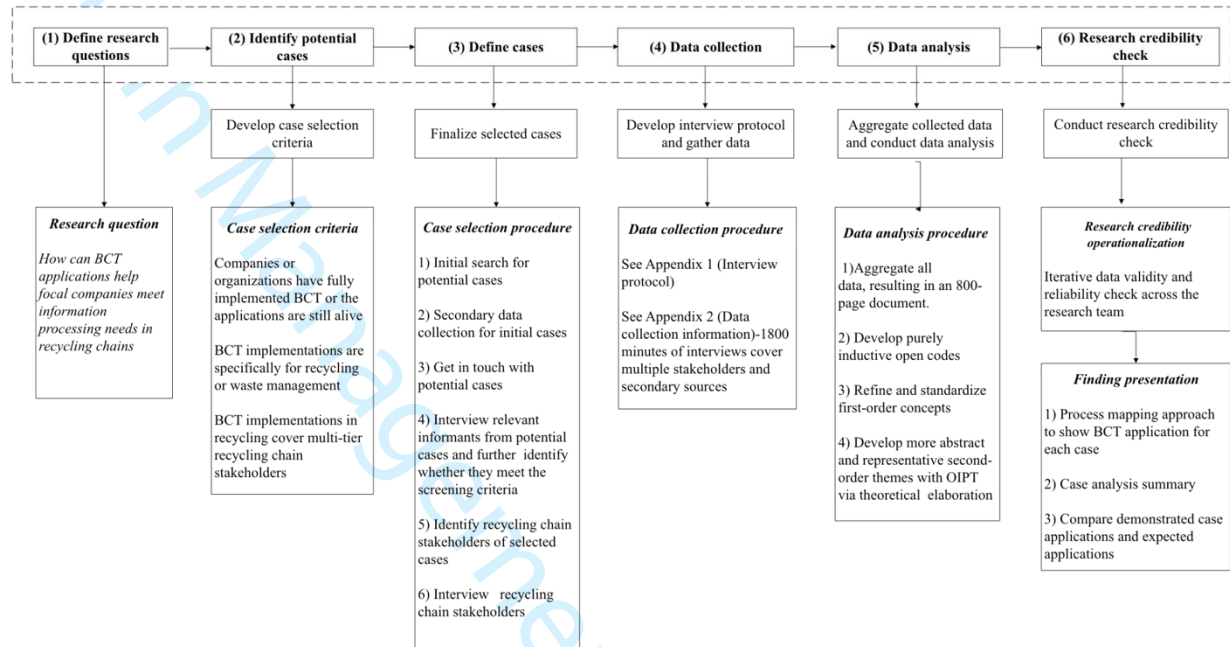 (1) Define research
questions
(2) Identify potential
cases
(3) Define cases
(4) Data collection
(5) Data analysis
(6) Research credibility
check
Develop case selection
criteria
Finalize selected cases
Develop interview protocol
and gather data
Aggregate collected data
and conduct data analysis
Conduct research credibility
check
Research question
How can BCT
applications help
focal companies meet
information
processing needs in
recycling chains
Case selection criteria
Companies or
organizations have fully
implemented BCT or the
applications are still alive
BCT implementations are
specifically for recycling
or waste management
BCT implementations in
recycling cover multi-tier
recycling chain
stakeholders
Case selection procedure
1) Initial search for
potential cases
2) Secondary data
collection for initial cases
3) Get in touch with
potential cases
4) Interview relevant
informants from potential
cases and further identify
whether they meet the
screening criteria
5) Identify recycling chain
stakeholders of selected
cases
6) Interview recycling
chain stakeholders
Data collection procedure
See Appendix 1 (Interview
protocol)
See Appendix 2 (Data
collection information)-1800
minutes of interviews cover
multiple stakeholders and
secondary sources
Data analysis procedure
1)Aggregate all
data, resulting in an 800-
page document.
2) Develop purely
inductive open codes
3) Refine and standardize
first-order concepts
4) Develop more abstract
and representative second-
order themes with OIPT
via theoretical elaboration
Research credibility
operationalization
Iterative data validity and
reliability check across the
research team
Finding presentation
1) Process mapping approach
to show BCT application for
each case
2) Case analysis summary
3) Compare demonstrated case
applications and expected
applications
in Management